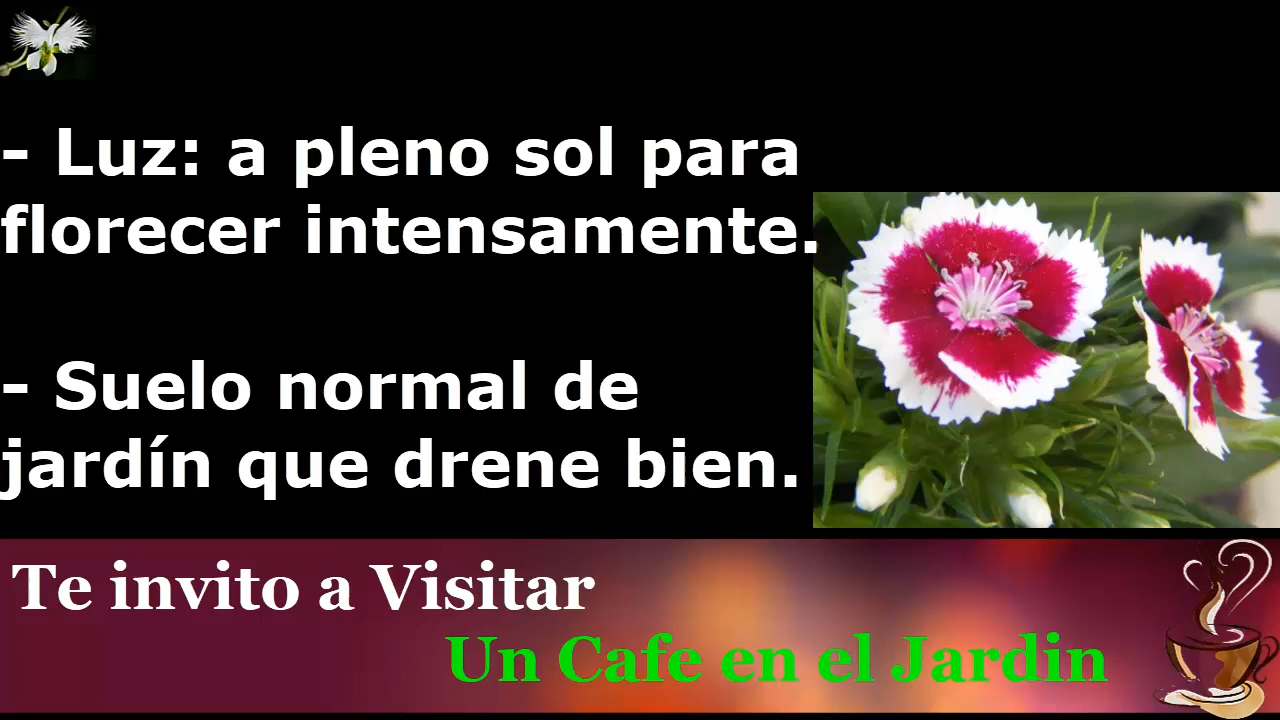 - Luz: a pleno sol para
florecer intensamente.
- Suelo normal de
jardín que drene bien.
Te invito a Visitar
Un Cafe en el Jardin